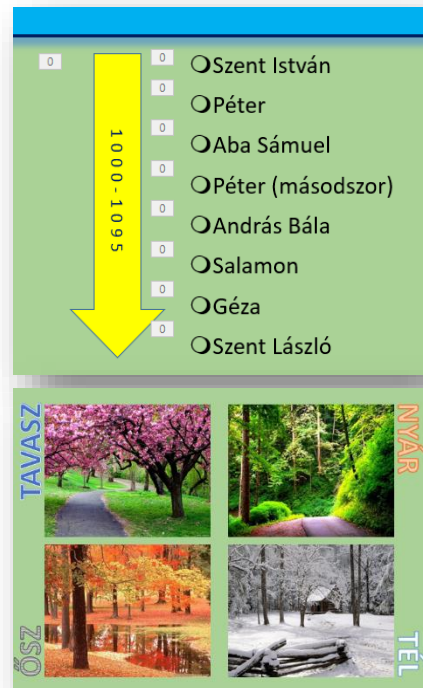 0
0
Szent István
0
Péter
0
Aba Sámuel
0
Péter (másodszor)
0
András Bála
0
Salamon
0
Géza
0
Szent László
1000-1095
TAVASZ
NYÁR
ŐSZ
TÉL